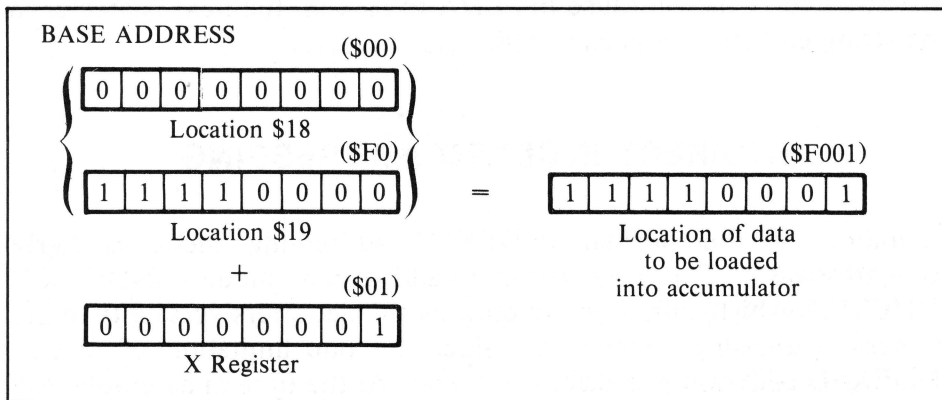 BASE ADDRESS
($00)
0 0 0 0 0 0 0 0
Location $18
($F0)
1 1 1 1 0 0 0 0
Location $19
+
($01)
0 0 0 0 0 0 0 1
X Register
=
($F001)
1 1 1 1 0 0 0 1
Location of data
to be loaded
into accumulator